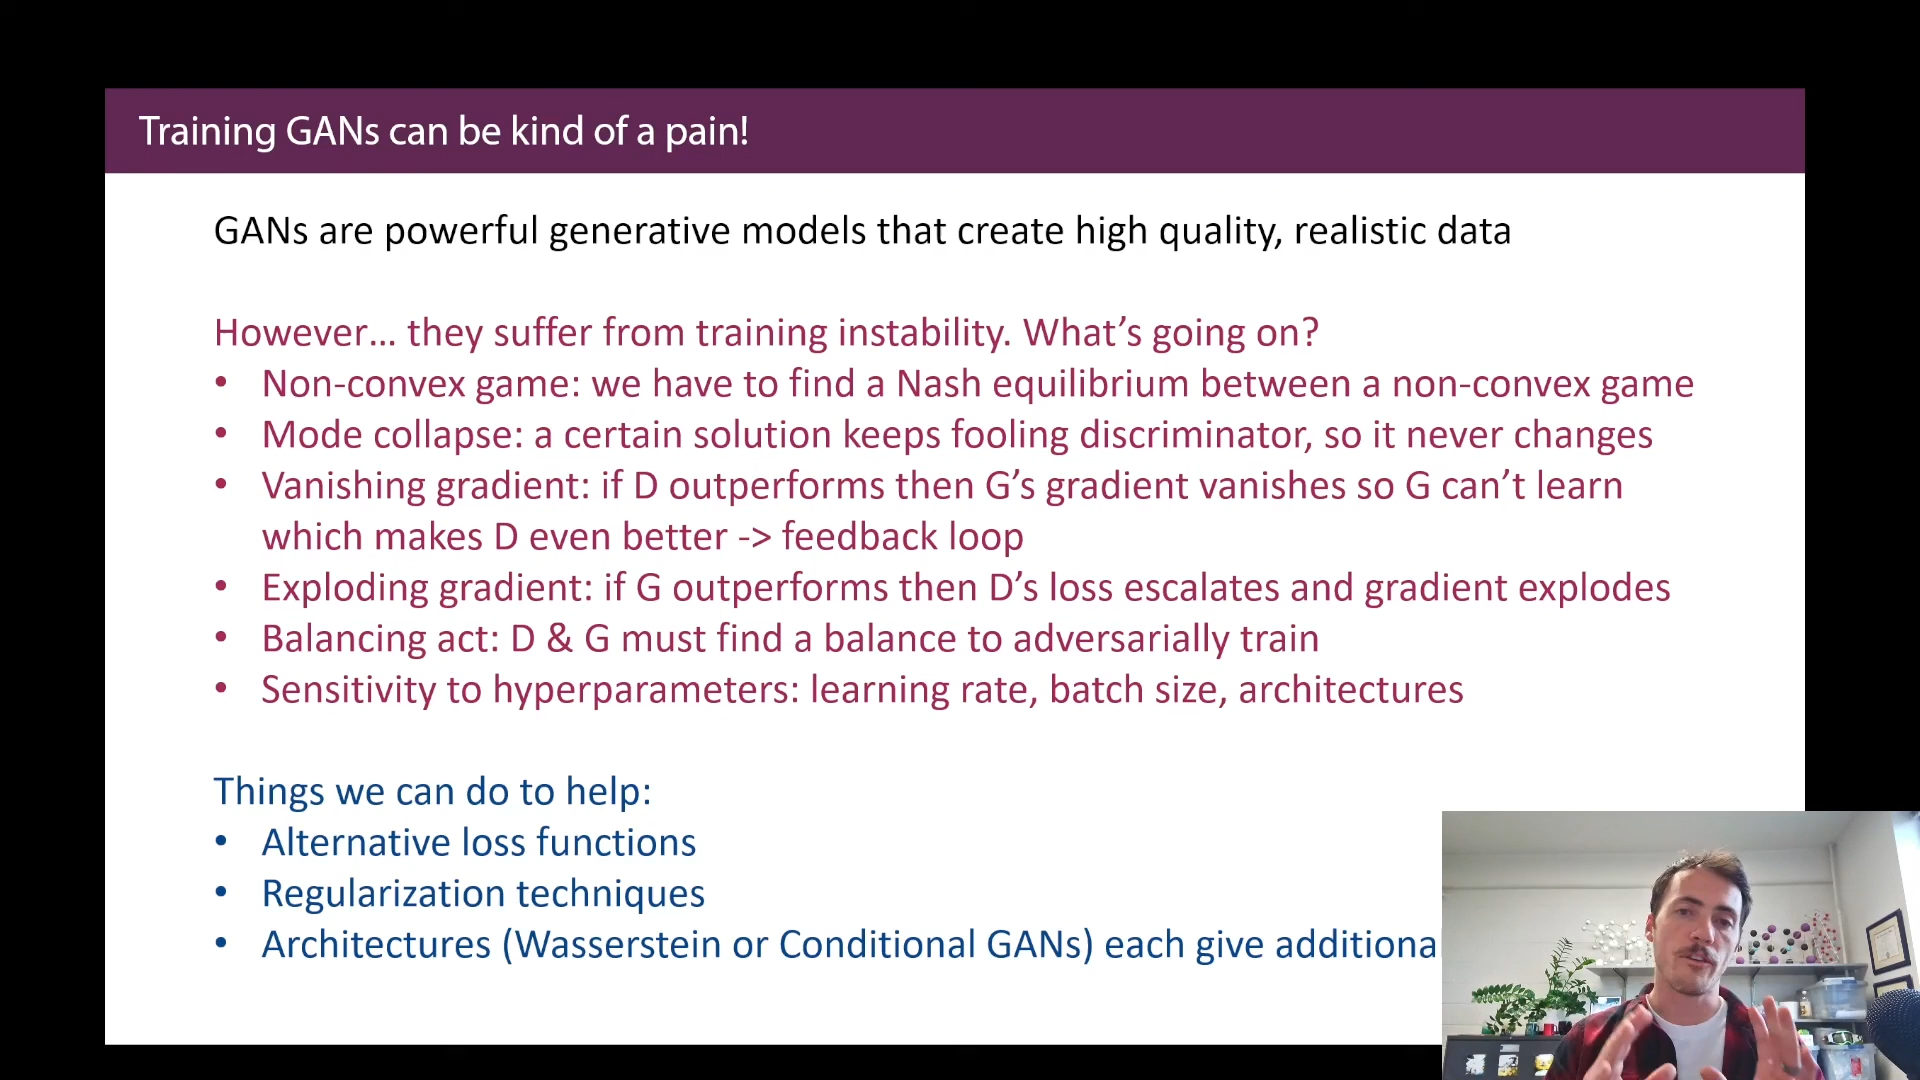 Training GANs can be kind of a pain!
GANs are powerful generative models that create high quality, realistic data
However... they suffer from training instability. What's going on?
• Non-convex game: we have to find a Nash equilibrium between a non-convex game
• Mode collapse: a certain solution keeps fooling discriminator, so it never changes
• Vanishing gradient: if D outperforms then G's gradient vanishes so G can't learn
which makes D even better -> feedback loop
• Exploding gradient: if G outperforms then D's loss escalates and gradient explodes
• Balancing act: D & G must find a balance to adversarially train
• Sensitivity to hyperparameters: learning rate, batch size, architectures
Things we can do to help:
• Alternative loss functions
• Regularization techniques
• Architectures (Wasserstein or Conditional GANs) each give additiona